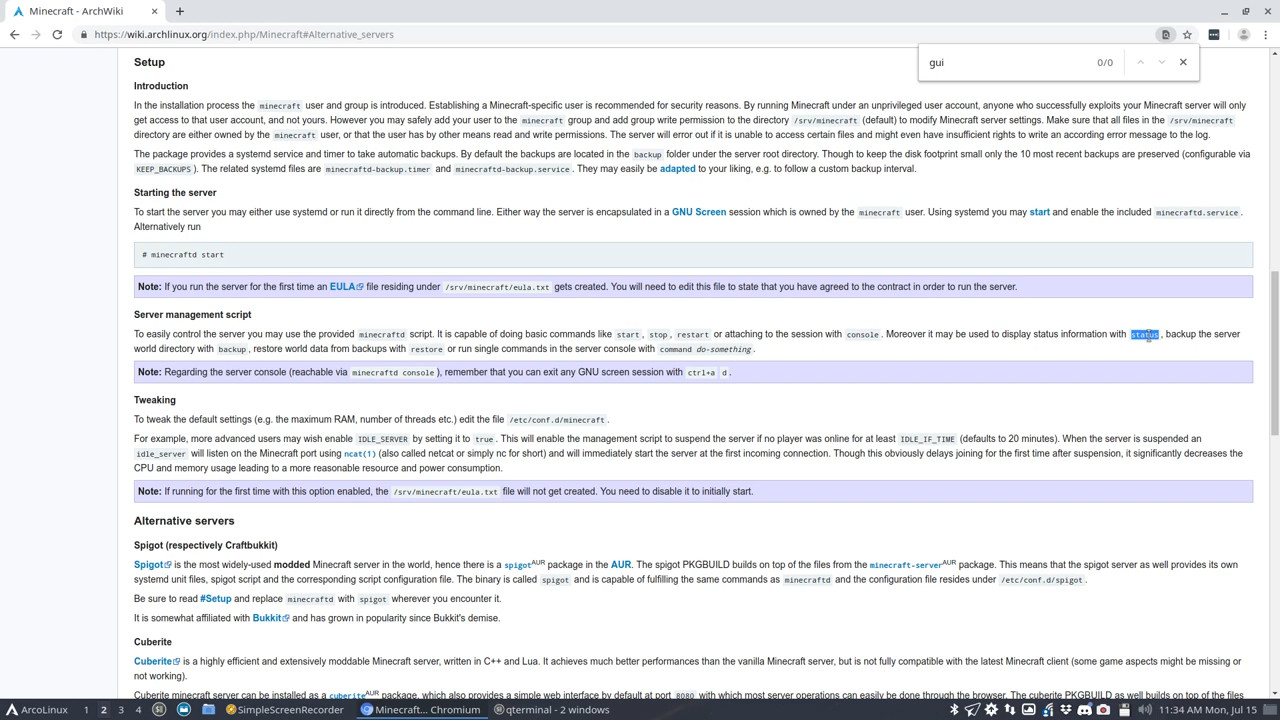 Minecraft - ArchWiki
https://wiki.archlinux.org/index.php/Minecraft#Alternative_servers
gui 0/0
Setup
Introduction
In the installation process the minecraft user and group is introduced. Establishing a Minecraft-specific user is recommended for security reasons. By running Minecraft under an unprivileged user account, anyone who successfully exploits your Minecraft server will only
get access to that user account, and not yours. However you may safely add your user to the minecraft group and add group write permission to the directory /srv/minecraft (default) to modify Minecraft server settings. Make sure that all files in the /srv/minecraft
directory are either owned by the minecraft user, or that the user has by other means read and write permissions. The server will error out if it is unable to access certain files and might even have insufficient rights to write an according error message to the log.
The package provides a systemd service and timer to take automatic backups. By default the backups are located in the backup folder under the server root directory. Though to keep the disk footprint small only the 10 most recent backups are preserved (configurable via
KEEP_BACKUPS ). The related systemd files are minecraftd-backup.timer and minecraftd-backup.service . They may easily be adapted to your liking, e.g. to follow a custom backup interval.
Starting the server
To start the server you may either use systemd or run it directly from the command line. Either way the server is encapsulated in a GNU Screen session which is owned by the minecraft user. Using systemd you may start and enable the included minecraftd.service .
Alternatively run
# minecraftd start
Note: If you run the server for the first time an EULA file residing under /srv/minecraft/eula.txt gets created. You will need to edit this file to state that you have agreed to the contract in order to run the server.
Server management script
To easily control the server you may use the provided minecraftd script. It is capable of doing basic commands like start , stop , restart or attaching to the session with console . Moreover it may be used to display status information with status , backup the server
world directory with backup , restore world data from backups with restore or run single commands in the server console with command do-something .
Note: Regarding the server console (reachable via minecraftd console ), remember that you can exit any GNU screen session with ctrl+a d .
Tweaking
To tweak the default settings (e.g. the maximum RAM, number of threads etc.) edit the file /etc/conf.d/minecraft .
For example, more advanced users may wish enable IDLE_SERVER by setting it to true . This will enable the management script to suspend the server if no player was online for at least IDLE_IF_TIME (defaults to 20 minutes). When the server is suspended an
idle_server will listen on the Minecraft port using ncat(1) (also called netcat or simply nc for short) and will immediately start the server at the first incoming connection. Though this obviously delays joining for the first time after suspension, it significantly decreases the
CPU and memory usage leading to a more reasonable resource and power consumption.
Note: If running for the first time with this option enabled, the /srv/minecraft/eula.txt file will not get created. You need to disable it to initially start.
Alternative servers
Spigot (respectively Craftbukkit)
Spigot is the most widely-used modded Minecraft server in the world, hence there is a spigotAUR package in the AUR. The spigot PKGBUILD builds on top of the files from the minecraft-serverAUR package. This means that the spigot server as well provides its own
systemd unit files, spigot script and the corresponding script configuration file. The binary is called spigot and is capable of fulfilling the same commands as minecraftd and the configuration file resides under /etc/conf.d/spigot .
Be sure to read #Setup and replace minecraftd with spigot wherever you encounter it.
It is somewhat affiliated with Bukkit and has grown in popularity since Bukkit's demise.
Cuberite
Cuberite is a highly efficient and extensively moddable Minecraft server, written in C++ and Lua. It achieves much better performances than the vanilla Minecraft server, but is not fully compatible with the latest Minecraft client (some game aspects might be missing or
not working).
Cuberite minecraft server can be installed as a cuberiteAUR package, which also provides a simple web interface by default at port 8080 with which most server operations can easily be done through the browser. The cuberite PKGBUILD as well builds on top of the files
ArcoLinux 1 2 3 4 SimpleScreenRecorder Minecraft... Chromium qterminal - 2 windows 11:34 AM Mon, Jul 15